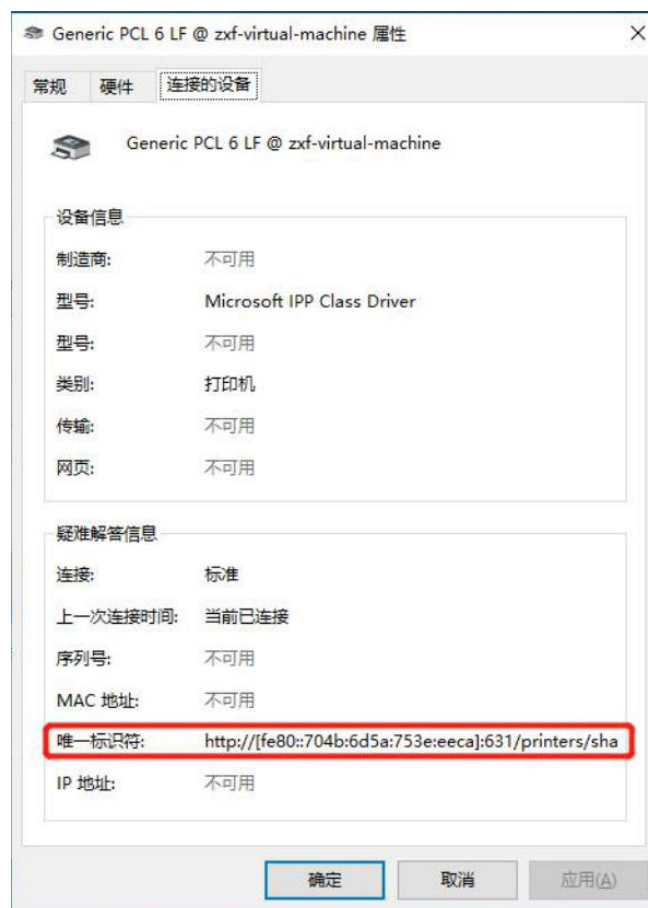 Generic PCL 6 LF @ zxf-virtual-machine 属性
常规 硬件 连接的设备
Generic PCL 6 LF @ zxf-virtual-machine
设备信息
制造商: 不可用
型号: Microsoft IPP Class Driver
型号: 不可用
类别: 打印机
传输: 不可用
网页: 不可用
疑难解答信息
连接: 标准
上一次连接时间: 当前已连接
序列号: 不可用
MAC 地址: 不可用
唯一标识符: http://[fe80::704b:6d5a:753e:eeca]:631/printers/sha
IP 地址: 不可用
确定 取消 应用(A)